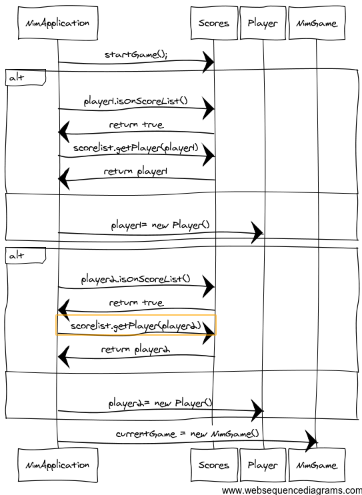 NimApplication Scores Player NimGame
startGame();
alt
player1.isOnScoreList()
return true
scorelist.getPlayer(player1)
return player1
player1= new Player()
alt
player2.isOnScoreList()
return true
scorelist.getPlayer(player2)
return player2
player2= new Player()
currentGame = new NimGame()
NimApplication Scores Player NimGame
www.websequencediagrams.com